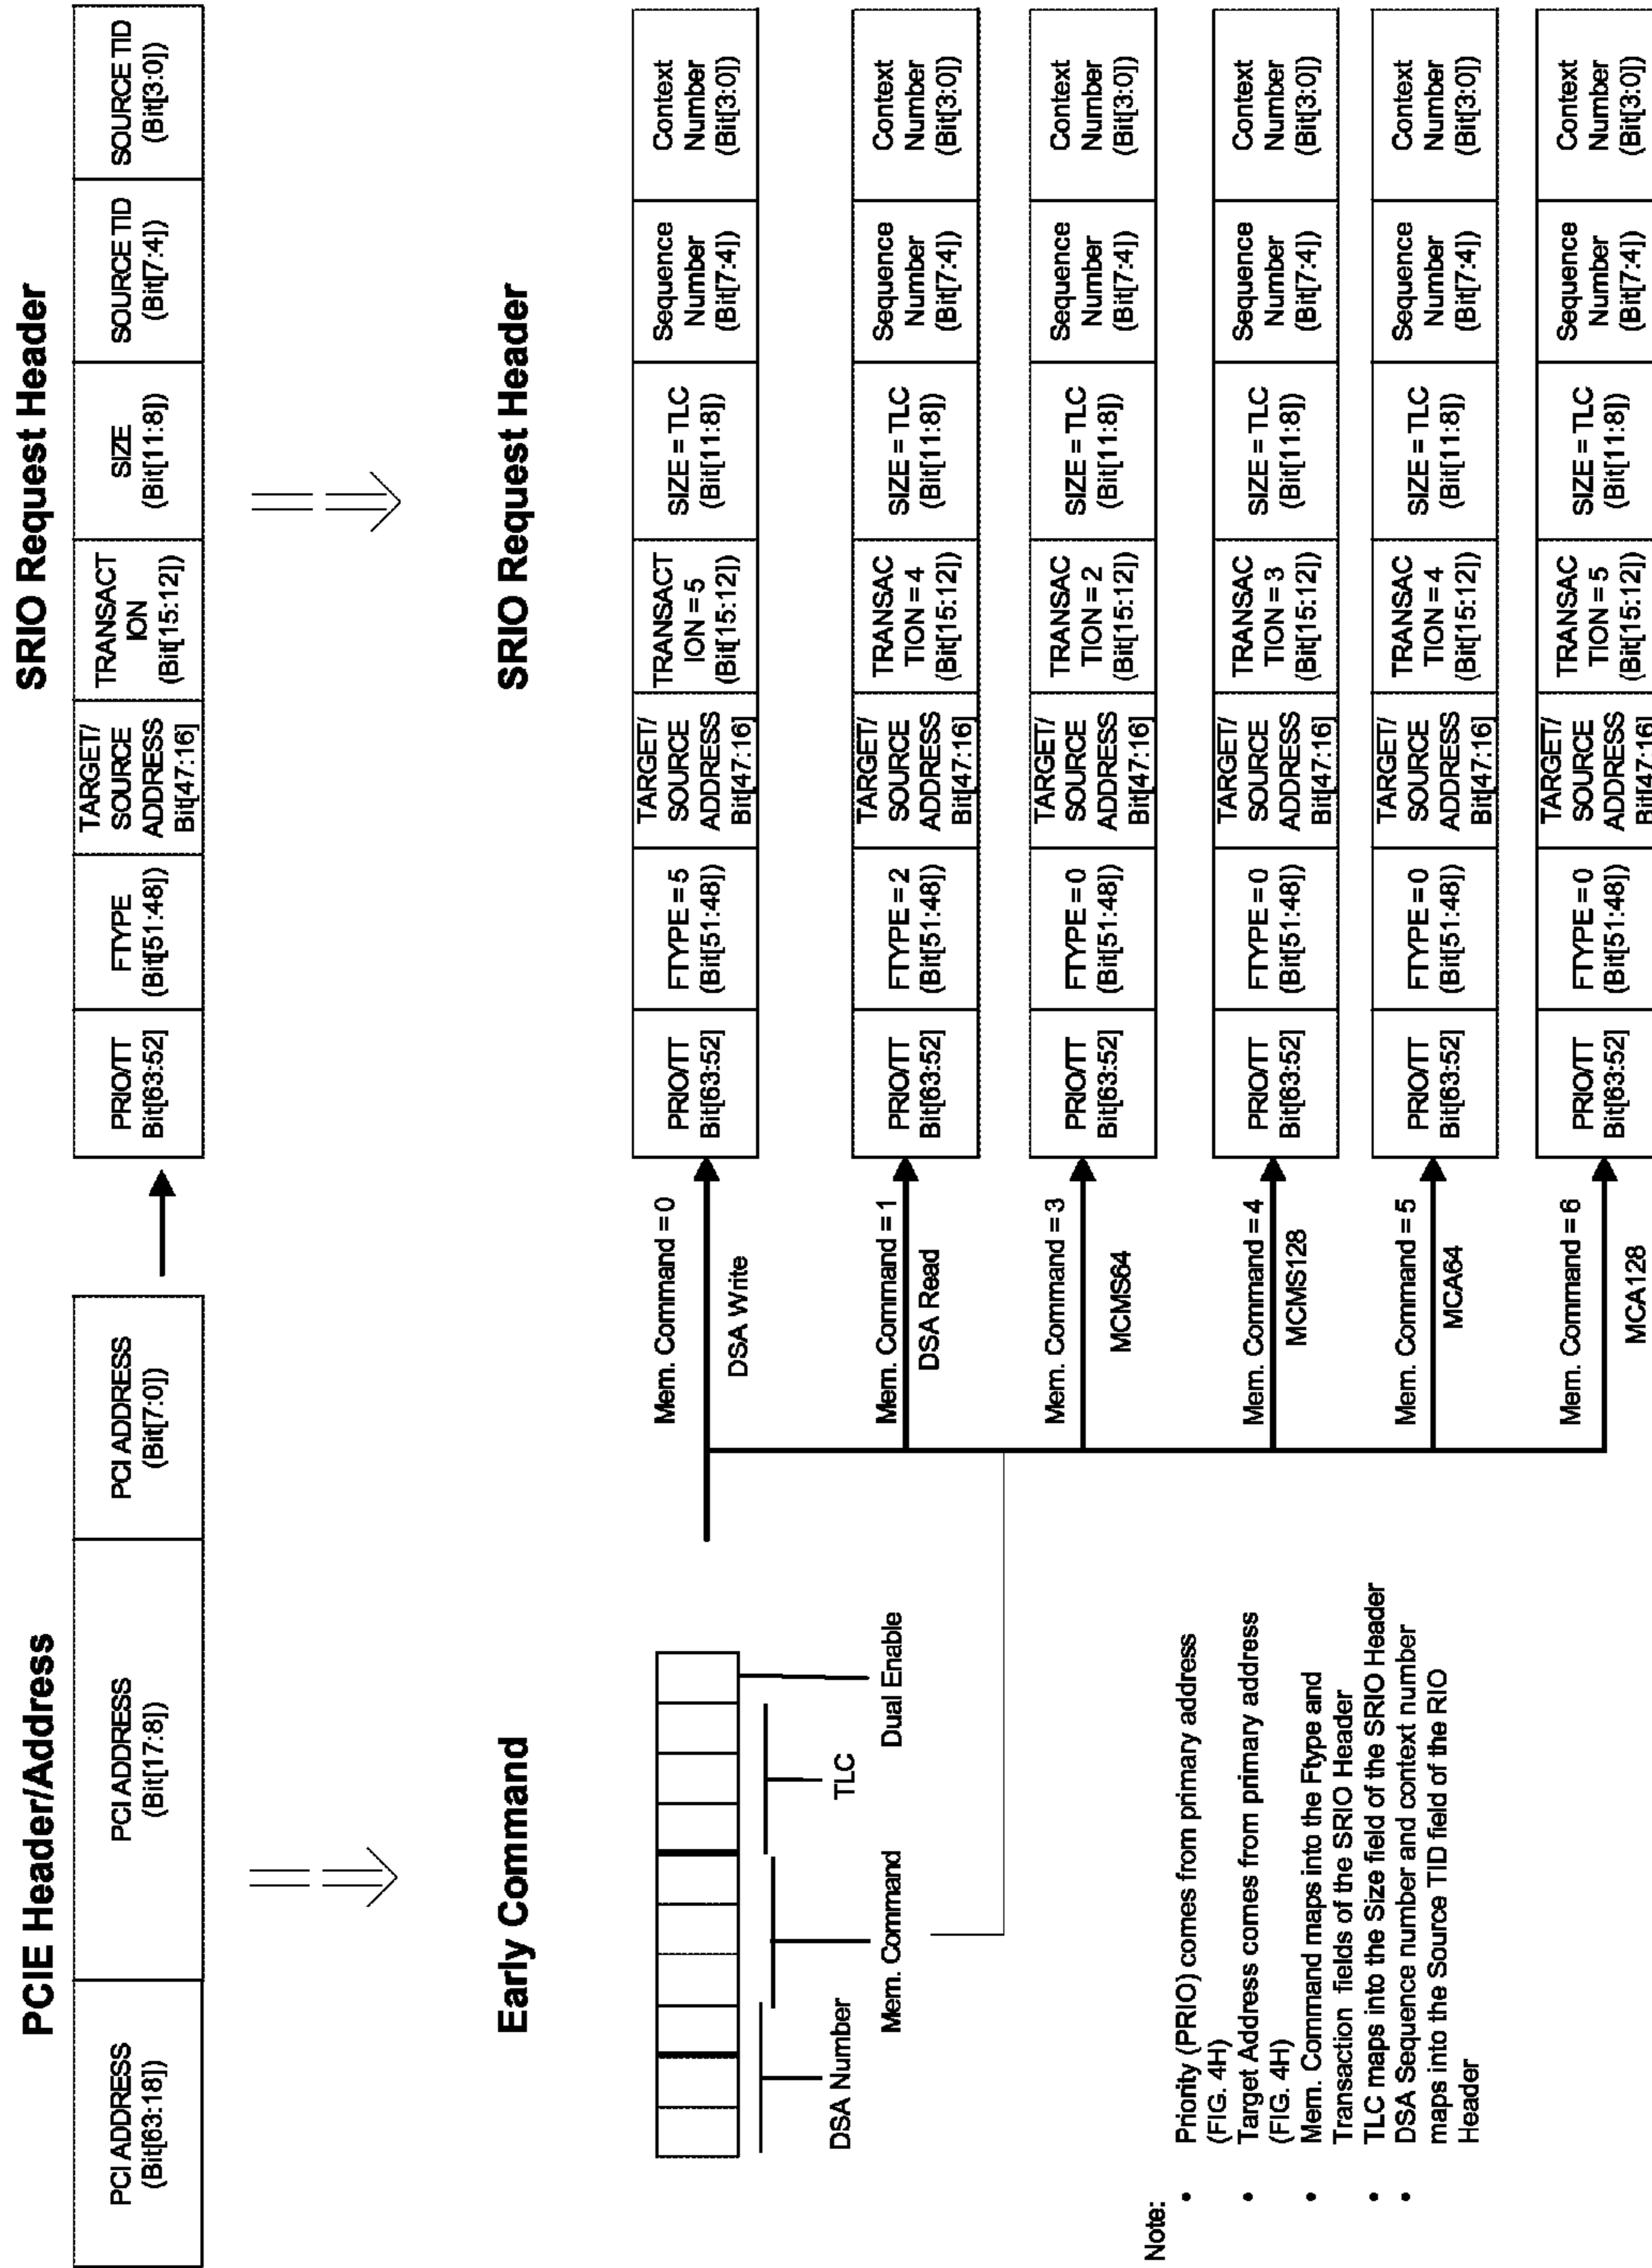 PCIE Header/Address
SRIO Request Header
PCI ADDRESS
(Bit[63:18])
PCI ADDRESS
(Bit[17:8])
PCI ADDRESS
(Bit[7:0])
PRIO/TT
Bit[63:52]
FTYPE
(Bit[51:48])
TARGET/
SOURCE
ADDRESS
Bit[47:16]
TRANSACT
ION
(Bit[15:12])
SIZE
(Bit[11:8])
SOURCE TID
(Bit[7:4])
SOURCE TID
(Bit[3:0])
Early Command
SRIO Request Header
DSA Number
Mem. Command
TLC
Dual Enable
Mem. Command = 0
DSA Write
PRIO/TT
Bit[63:52]
FTYPE = 5
(Bit[51:48])
TARGET/
SOURCE
ADDRESS
Bit[47:16]
TRANSACT
ION = 5
(Bit[15:12])
SIZE = TLC
(Bit[11:8])
Sequence
Number
(Bit[7:4])
Context
Number
(Bit[3:0])
Mem. Command = 1
DSA Read
PRIO/TT
Bit[63:52]
FTYPE = 2
(Bit[51:48])
TARGET/
SOURCE
ADDRESS
Bit[47:16]
TRANSAC
TION = 4
(Bit[15:12])
SIZE = TLC
(Bit[11:8])
Sequence
Number
(Bit[7:4])
Context
Number
(Bit[3:0])
Mem. Command = 3
MCMS64
PRIO/TT
Bit[63:52]
FTYPE = 0
(Bit[51:48])
TARGET/
SOURCE
ADDRESS
Bit[47:16]
TRANSAC
TION = 2
(Bit[15:12])
SIZE = TLC
(Bit[11:8])
Sequence
Number
(Bit[7:4])
Context
Number
(Bit[3:0])
Mem. Command = 4
MCMS128
PRIO/TT
Bit[63:52]
FTYPE = 0
(Bit[51:48])
TARGET/
SOURCE
ADDRESS
Bit[47:16]
TRANSAC
TION = 3
(Bit[15:12])
SIZE = TLC
(Bit[11:8])
Sequence
Number
(Bit[7:4])
Context
Number
(Bit[3:0])
Mem. Command = 5
MCA64
PRIO/TT
Bit[63:52]
FTYPE = 0
(Bit[51:48])
TARGET/
SOURCE
ADDRESS
Bit[47:16]
TRANSAC
TION = 4
(Bit[15:12])
SIZE = TLC
(Bit[11:8])
Sequence
Number
(Bit[7:4])
Context
Number
(Bit[3:0])
Mem. Command = 6
MCA128
PRIO/TT
Bit[63:52]
FTYPE = 0
(Bit[51:48])
TARGET/
SOURCE
ADDRESS
Bit[47:16]
TRANSAC
TION = 5
(Bit[15:12])
SIZE = TLC
(Bit[11:8])
Sequence
Number
(Bit[7:4])
Context
Number
(Bit[3:0])
Note:
• Priority (PRIO) comes from primary address
(FIG. 4H)
• Target Address comes from primary address
(FIG. 4H)
• Mem. Command maps into the Ftype and
Transaction fields of the SRIO Header
• TLC maps into the Size field of the SRIO Header
• DSA Sequence number and context number
maps into the Source TID field of the RIO
Header